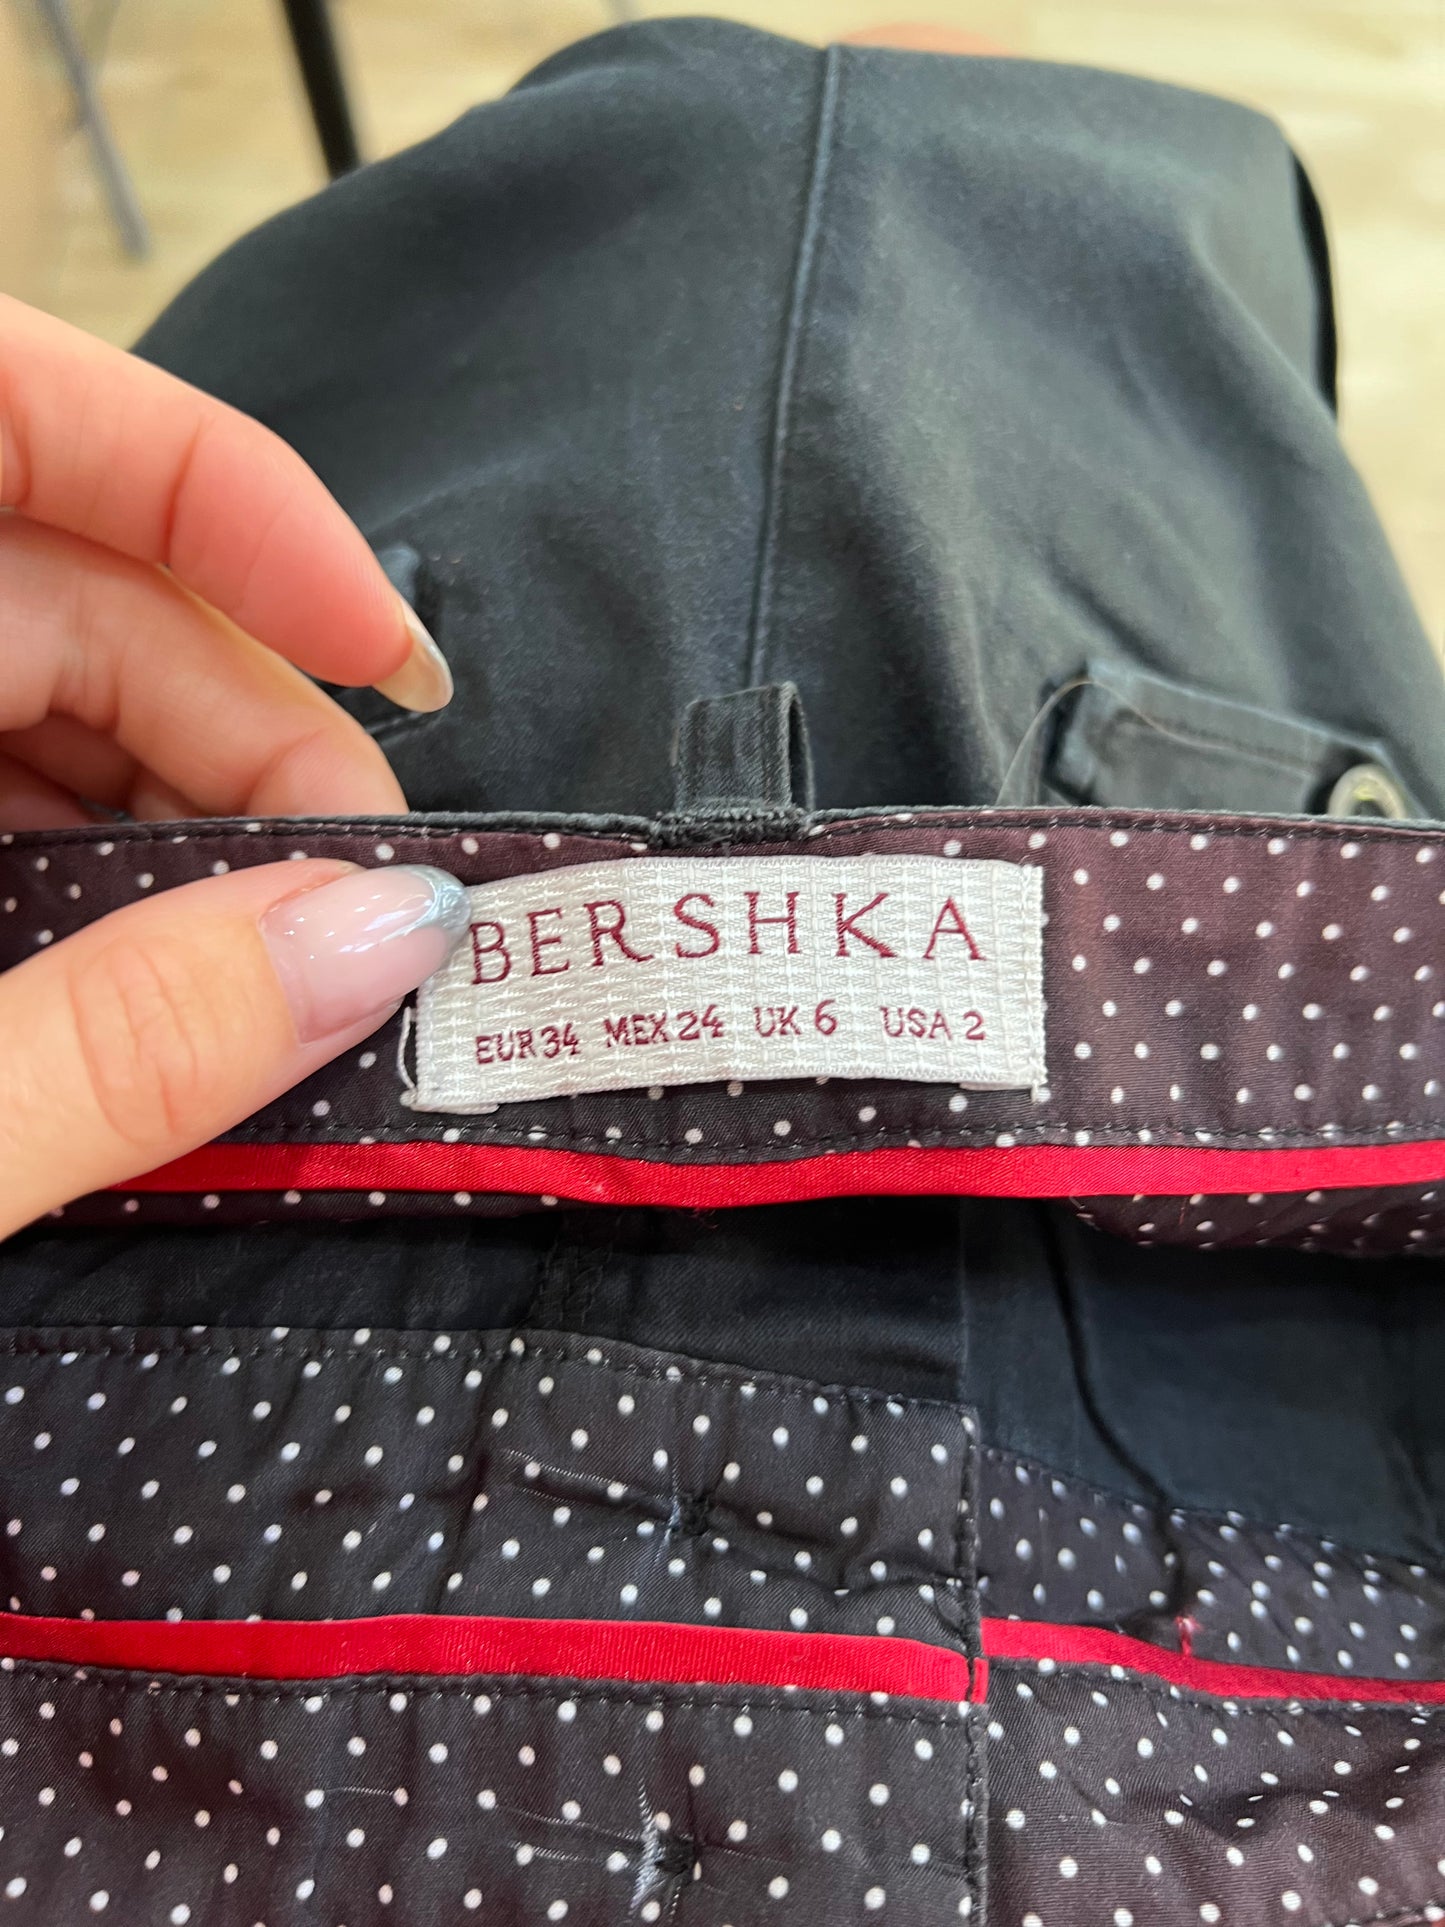 BERSHKA
EUR 34 MEX 24 UK 6 USA 2